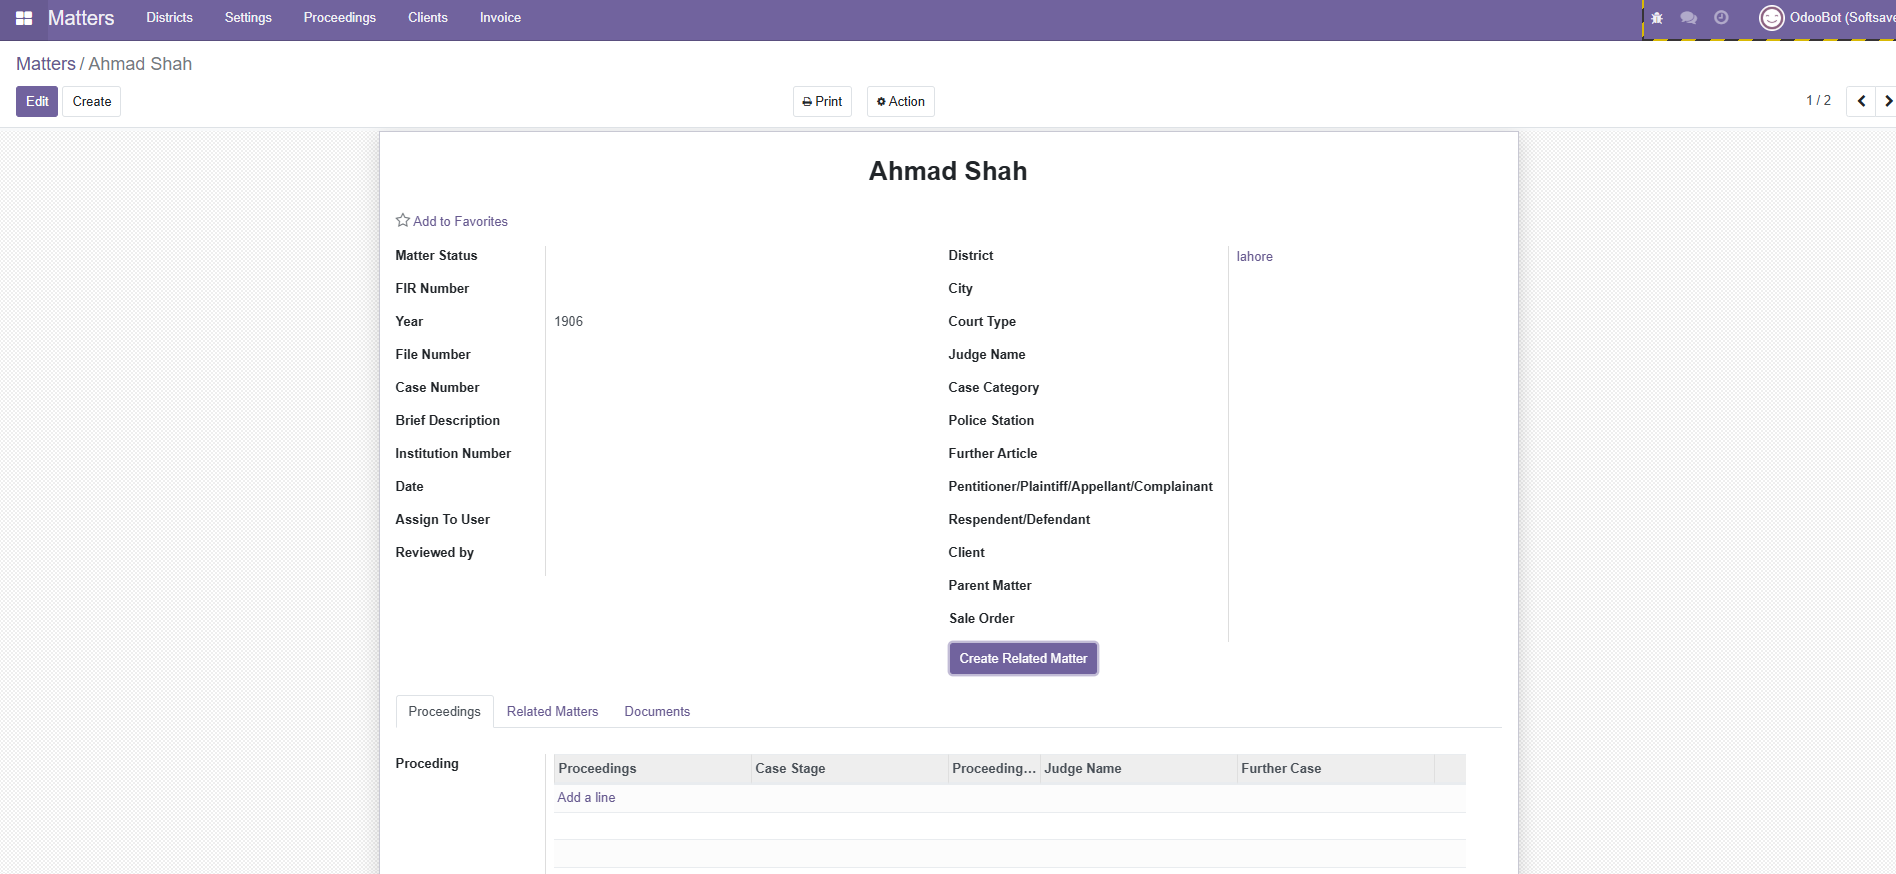 Matters Districts Settings Proceedings Clients Invoice OdooBot (Softsave
Matters / Ahmad Shah
Edit Create Print Action 1 / 2
Ahmad Shah
Add to Favorites
Matter Status
FIR Number
Year 1906
File Number
Case Number
Brief Description
Institution Number
Date
Assign To User
Reviewed by
District lahore
City
Court Type
Judge Name
Case Category
Police Station
Further Article
Pentitioner/Plaintiff/Appellant/Complainant
Respendent/Defendant
Client
Parent Matter
Sale Order
Create Related Matter
Proceedings Related Matters Documents
Proceding
Proceedings Case Stage Proceeding... Judge Name Further Case
Add a line